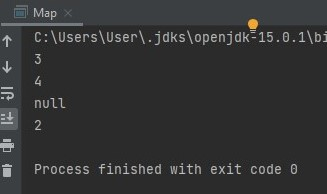 Map
C:\Users\User\.jdks\openjdk-15.0.1\bi
3
4
null
2
Process finished with exit code 0